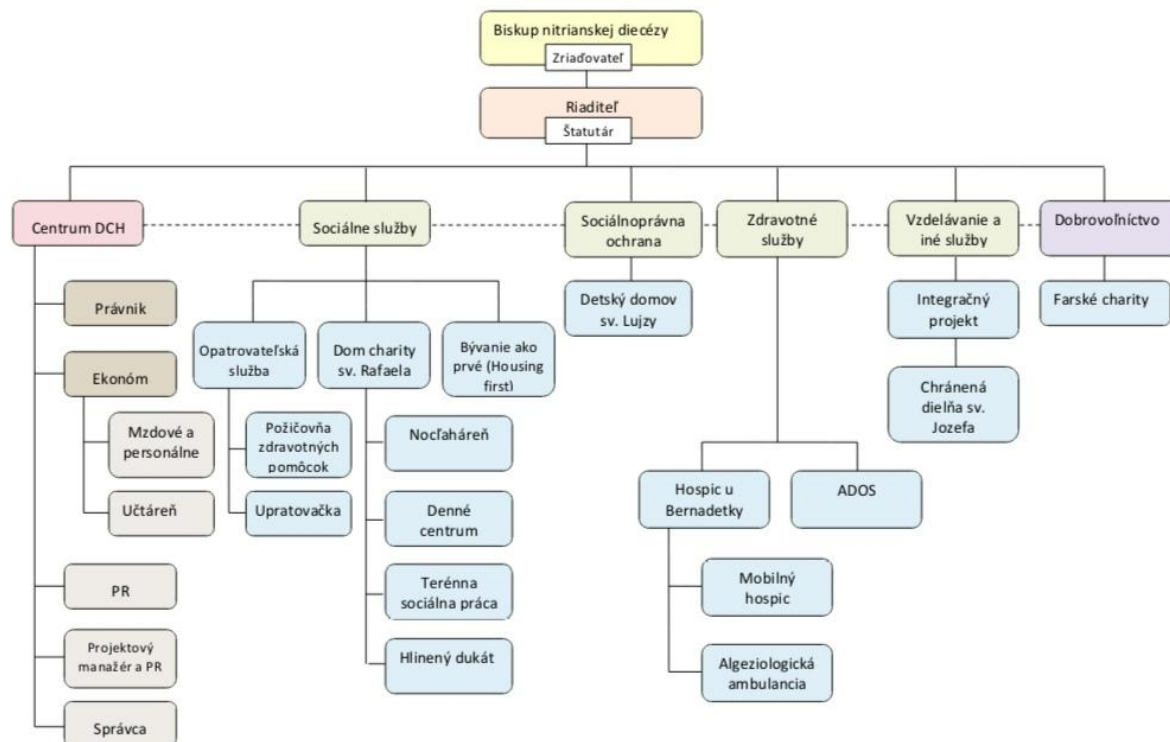 Biskup nitrianskej diecézy
Zriaďovateľ
Riaditeľ
Štatutár
Centrum DCH
Sociálne služby
Sociálnoprávna
ochrana
Zdravotné
služby
Vzdelávanie a
iné služby
Dobrovoľníctvo
Právnik
Ekonóm
Mzdové a
personálne
Učtáreň
PR
Projektový
manažér a PR
Správca
Opatrovateľská
služba
Požičovňa
zdravotných
pomôcok
Upratovačka
Dom charity
sv. Rafaela
Nocľaháreň
Denné
centrum
Terénna
sociálna práca
Hlinený dukát
Bývanie ako
prvé (Housing
first)
Detský domov
sv. Lujzy
Hospic u
Bernadetky
Mobilný
hospic
Algeziologická
ambulancia
ADOS
Integračný
projekt
Chránená
dielňa sv.
Jozefa
Farské charity